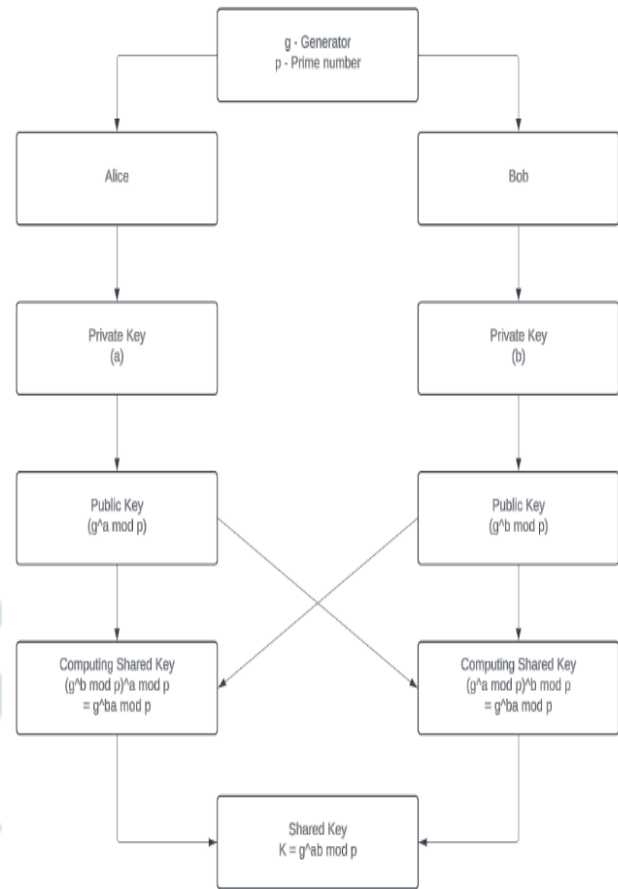 g - Generator
p - Prime number
Alice
Bob
Private Key
(a)
Private Key
(b)
Public Key
(g^a mod p)
Public Key
(g^b mod p)
Computing Shared Key
(g^b mod p)^a mod p
= g^ba mod p
Computing Shared Key
(g^a mod p)^b mod p
= g^ba mod p
Shared Key
K = g^ab mod p